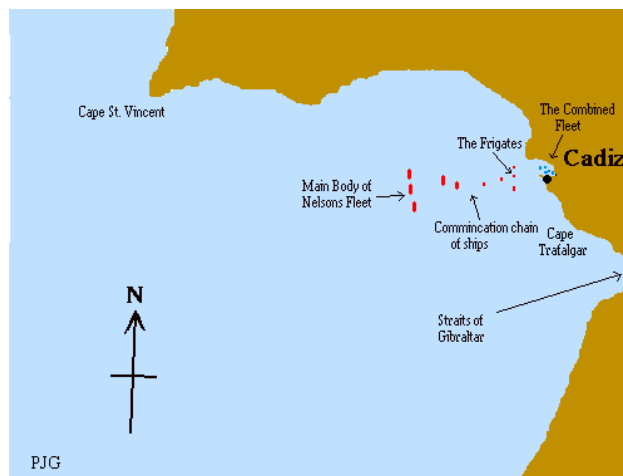 Cape St. Vincent
The Combined
Fleet
The Frigates
Cadiz
Main Body of
Nelsons Fleet
Commincation chain
of ships
Cape
Trafalgar
N
Straits of
Gibraltar
PJG